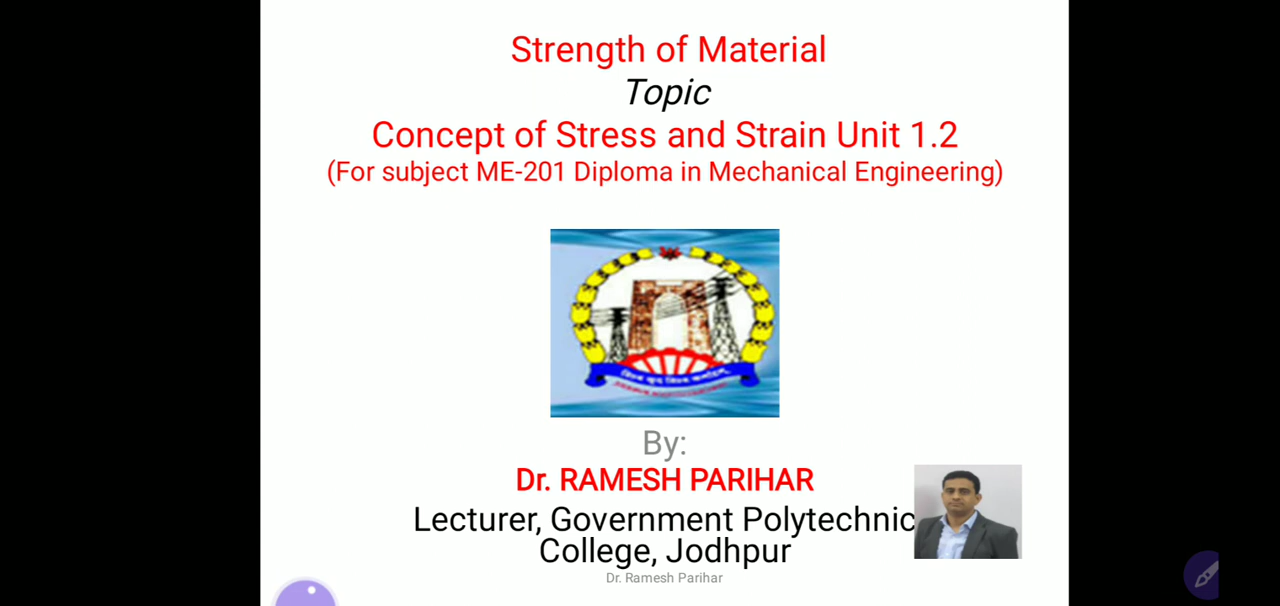 Strength of Material
Topic
Concept of Stress and Strain Unit 1.2
(For subject ME-201 Diploma in Mechanical Engineering)
By:
Dr. RAMESH PARIHAR
Lecturer, Government Polytechnic
College, Jodhpur
Dr. Ramesh Parihar